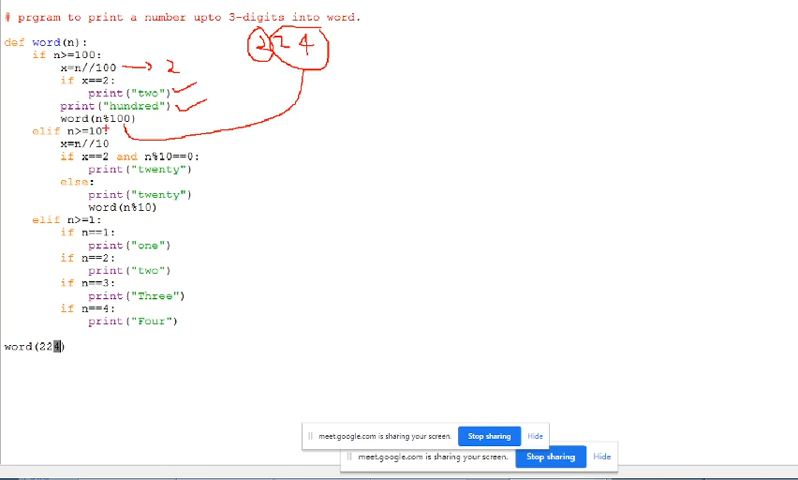 # prgram to print a number upto 3-digits into word.
def word(n):
224
if n>=100:
x=n//100 → 2
if x==2:
print("two")
print("hundred")
word(n%100)
elif n>=10:
x=n//10
if x==2 and n%10==0:
print("twenty")
else:
print("twenty")
word(n%10)
elif n>=1:
if n==1:
print("one")
if n==2:
print("two")
if n==3:
print("Three")
if n==4:
print("Four")
word(224)
meet.google.com is sharing your screen. Stop sharing Hide
meet.google.com is sharing your screen. Stop sharing Hide